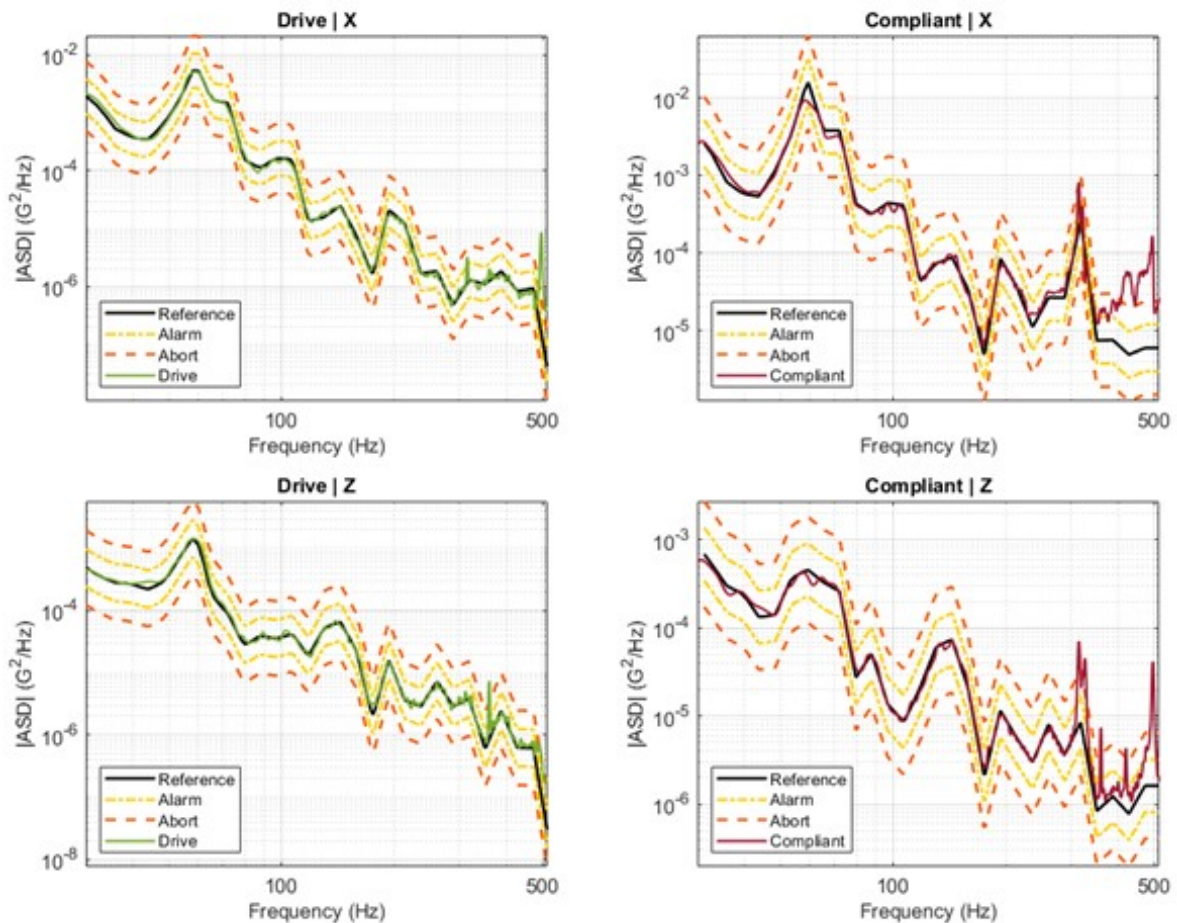 Drive | X
10^-2
10^-4
10^-6
|ASD| (G^2/Hz)
Reference
Alarm
Abort
Drive
100
500
Frequency (Hz)
Compliant | X
10^-2
10^-3
10^-4
10^-5
|ASD| (G^2/Hz)
Reference
Alarm
Abort
Compliant
100
500
Frequency (Hz)
Drive | Z
10^-4
10^-6
10^-8
|ASD| (G^2/Hz)
Reference
Alarm
Abort
Drive
100
500
Frequency (Hz)
Compliant | Z
10^-3
10^-4
10^-5
10^-6
|ASD| (G^2/Hz)
Reference
Alarm
Abort
Compliant
100
500
Frequency (Hz)